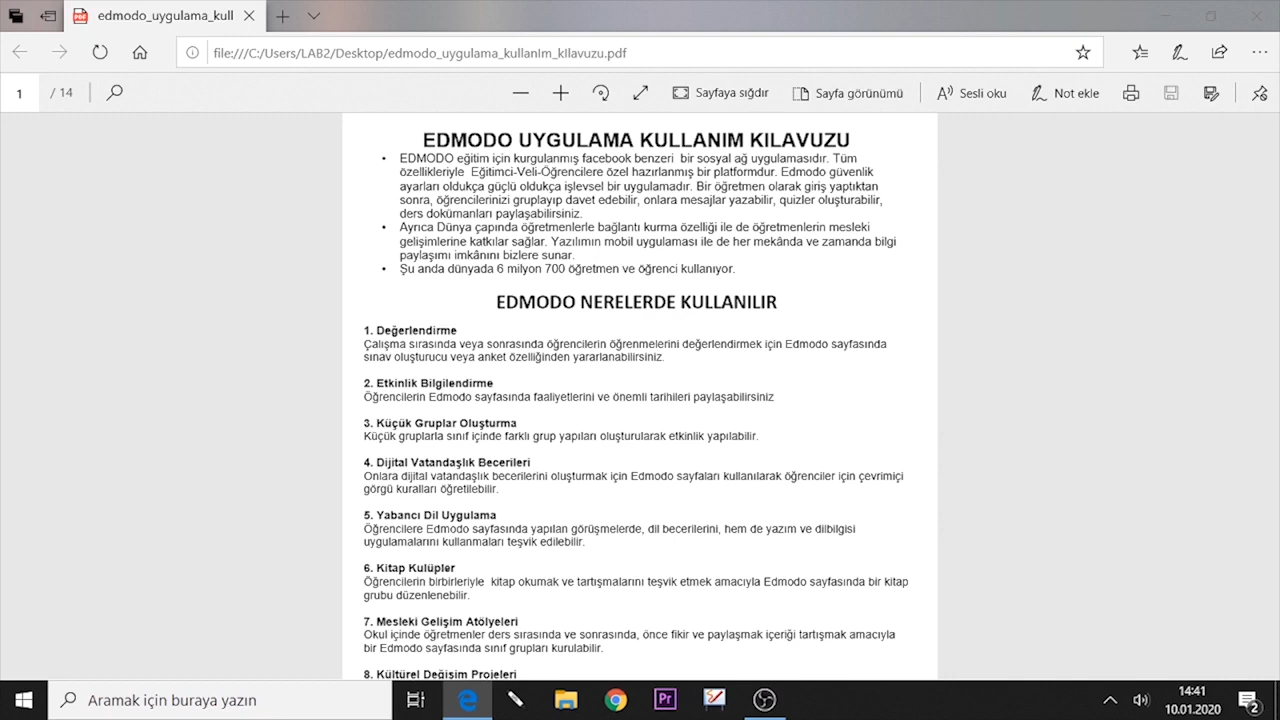 edmodo_uygulama_kull
file:///C:/Users/LAB2/Desktop/edmodo_uygulama_kullanIm_kIlavuzu.pdf
1 / 14 Sayfaya sığdır Sayfa görünümü Sesli oku Not ekle
EDMODO UYGULAMA KULLANIM KILAVUZU
• EDMODO eğitim için kurgulanmış facebook benzeri bir sosyal ağ uygulamasıdır. Tüm
özellikleriyle Eğitimci-Veli-Öğrencilere özel hazırlanmış bir platformdur. Edmodo güvenlik
ayarları oldukça güçlü oldukça işlevsel bir uygulamadır. Bir öğretmen olarak giriş yaptıktan
sonra, öğrencilerinizi gruplayıp davet edebilir, onlara mesajlar yazabilir, quizler oluşturabilir,
ders dokümanları paylaşabilirsiniz.
• Ayrıca Dünya çapında öğretmenlerle bağlantı kurma özelliği ile de öğretmenlerin mesleki
gelişimlerine katkılar sağlar. Yazılımın mobil uygulaması ile de her mekânda ve zamanda bilgi
paylaşımı imkânını bizlere sunar.
• Şu anda dünyada 6 milyon 700 öğretmen ve öğrenci kullanıyor.
EDMODO NERELERDE KULLANILIR
1. Değerlendirme
Çalışma sırasında veya sonrasında öğrencilerin öğrenmelerini değerlendirmek için Edmodo sayfasında
sınav oluşturucu veya anket özelliğinden yararlanabilirsiniz.
2. Etkinlik Bilgilendirme
Öğrencilerin Edmodo sayfasında faaliyetlerini ve önemli tarihileri paylaşabilirsiniz
3. Küçük Gruplar Oluşturma
Küçük gruplarla sınıf içinde farklı grup yapıları oluşturularak etkinlik yapılabilir.
4. Dijital Vatandaşlık Becerileri
Onlara dijital vatandaşlık becerilerini oluşturmak için Edmodo sayfaları kullanılarak öğrenciler için çevrimiçi
görgü kuralları öğretilebilir.
5. Yabancı Dil Uygulama
Öğrencilere Edmodo sayfasında yapılan görüşmelerde, dil becerilerini, hem de yazım ve dilbilgisi
uygulamalarını kullanmaları teşvik edilebilir.
6. Kitap Kulüpler
Öğrencilerin birbirleriyle kitap okumak ve tartışmalarını teşvik etmek amacıyla Edmodo sayfasında bir kitap
grubu düzenlenebilir.
7. Mesleki Gelişim Atölyeleri
Okul içinde öğretmenler ders sırasında ve sonrasında, önce fikir ve paylaşmak içeriği tartışmak amacıyla
bir Edmodo sayfasında sınıf grupları kurulabilir.
8. Kültürel Değişim Projeleri
Aramak için buraya yazın
Pr
14:41
10.01.2020
2